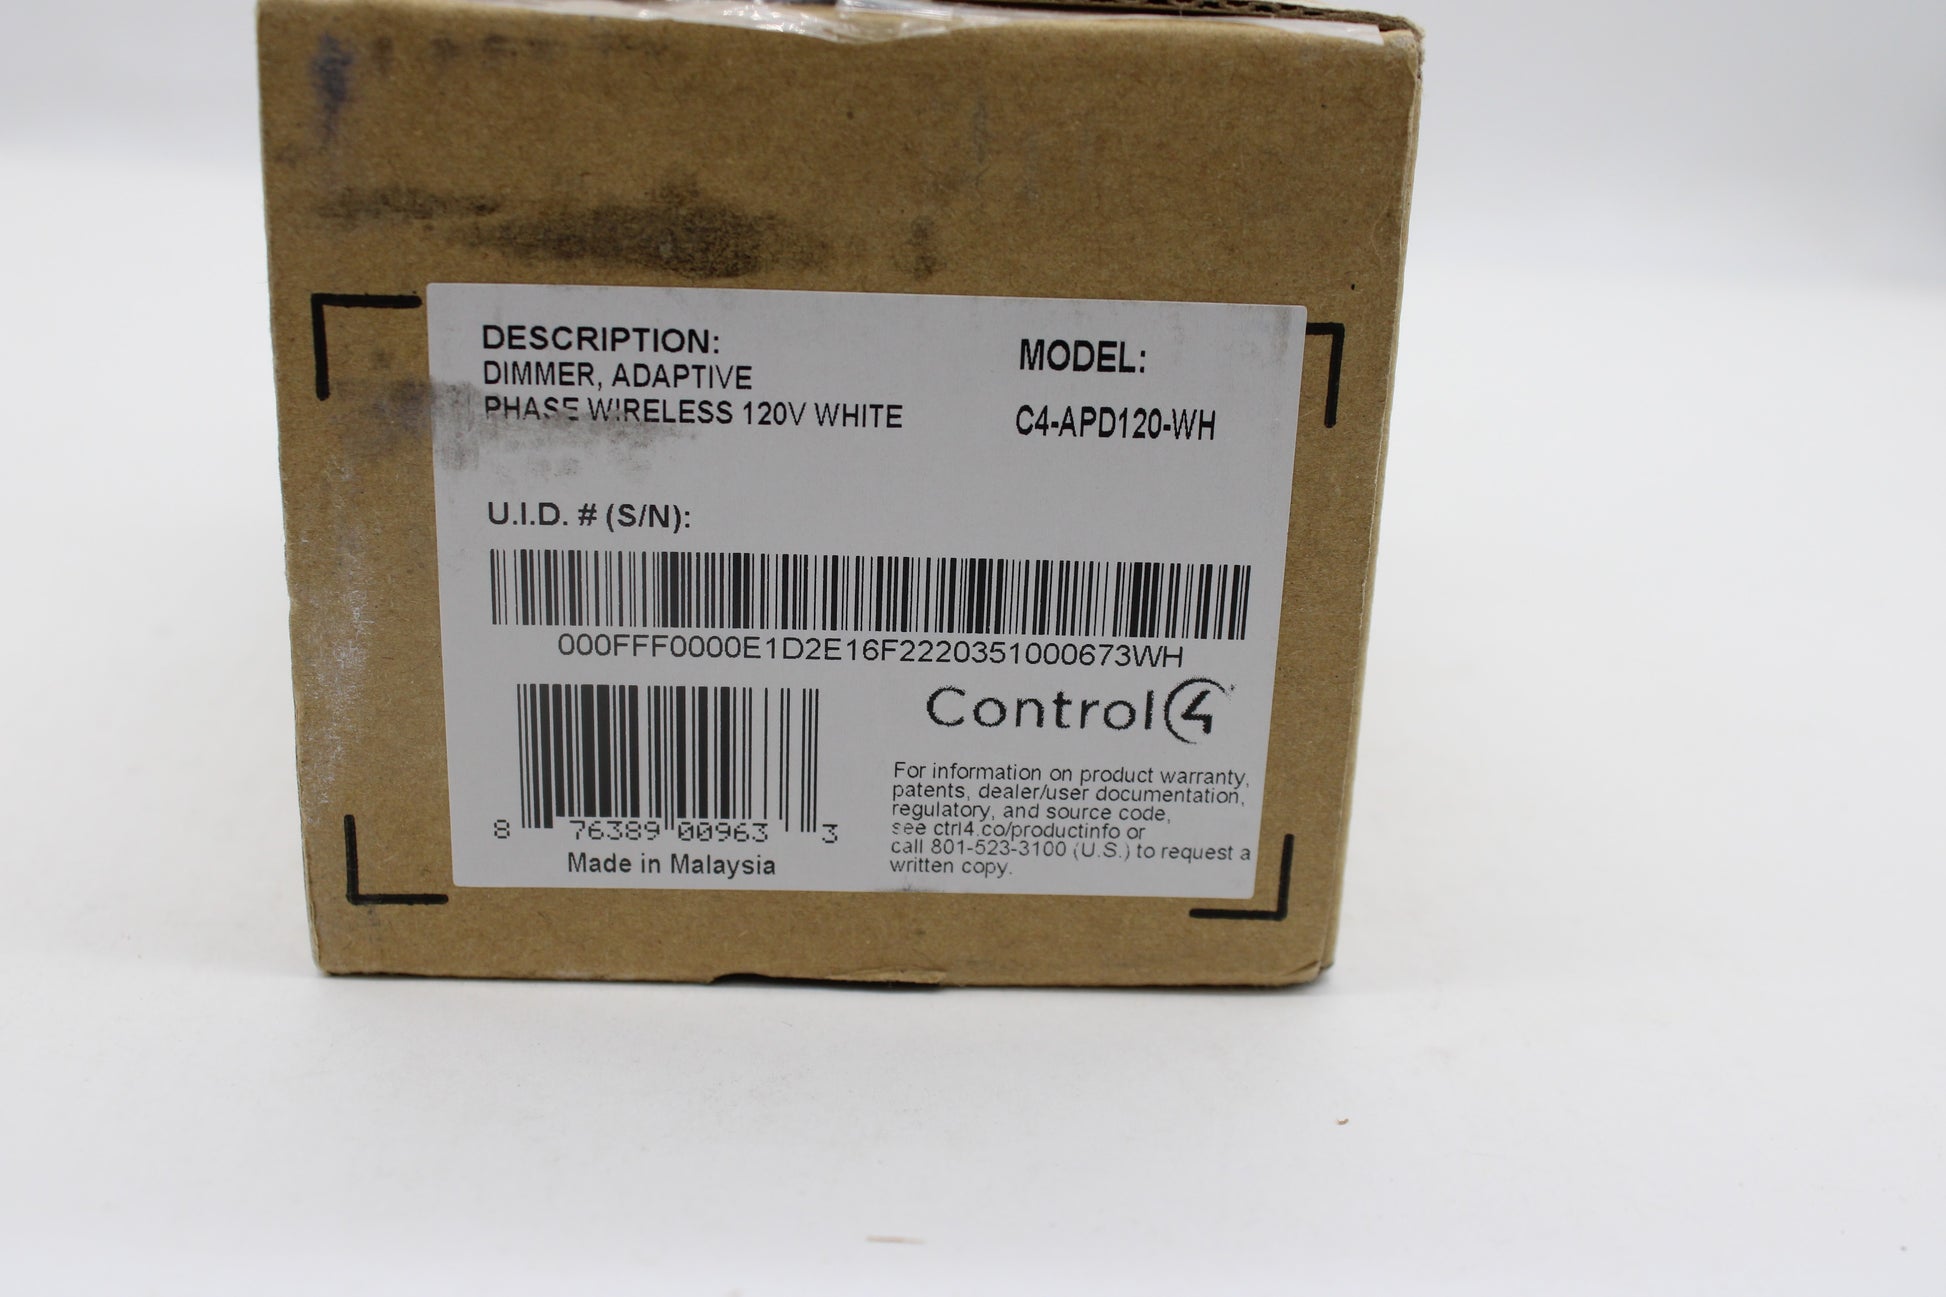 DESCRIPTION:
DIMMER, ADAPTIVE
PHASE WIRELESS 120V WHITE
MODEL:
C4-APD120-WH
U.I.D. # (S/N):
000FFF0000E1D2E16F2220351000673WH
8 76389 00963 3
Made in Malaysia
Control4
For information on product warranty,
patents, dealer/user documentation,
regulatory, and source code,
see ctrl4.co/productinfo or
call 801-523-3100 (U.S.) to request a
written copy.